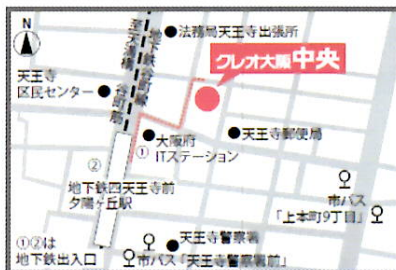 N
法務局天王寺出張所
クレオ大阪中央
至天満橋
地下鉄谷町線
谷町筋
天王寺
区民センター
大阪府
ITステーション
天王寺郵便局
①
②
地下鉄四天王寺前
夕陽ヶ丘駅
市バス
「上本町9丁目」
天王寺警察署
①②は
地下鉄出入口
市バス「天王寺警察署前」